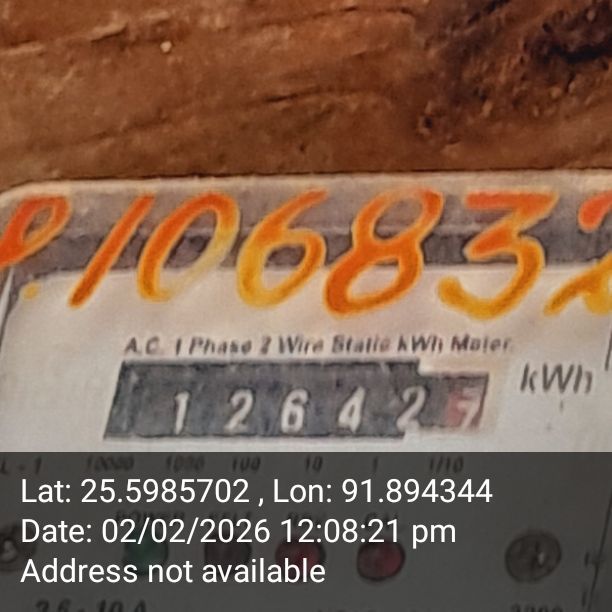 P.106832
A.C. 1 Phase 2 Wire Static kWh Meter
kWh
1 2 6 4 2 7
10000 1000 100 10 1 1/10
Lat: 25.5985702 , Lon: 91.894344
Date: 02/02/2026 12:08:21 pm
Address not available